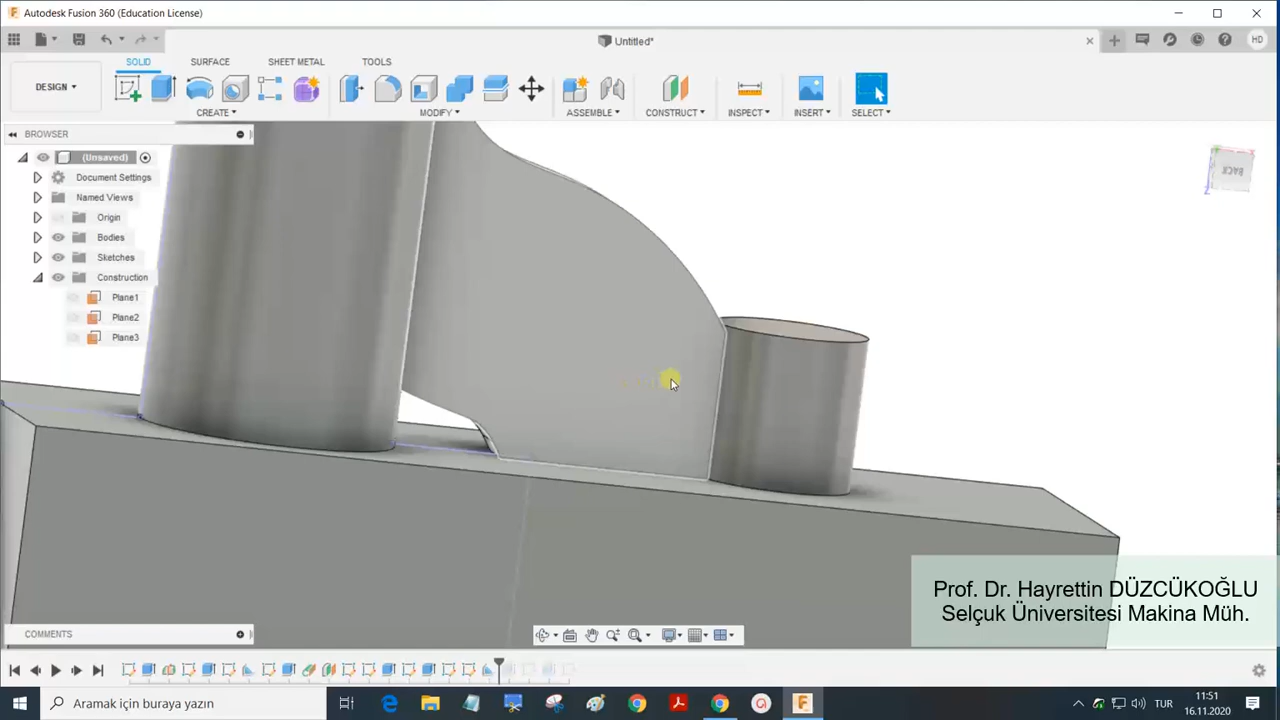 Autodesk Fusion 360 (Education License)
Untitled*
HD
DESIGN
SOLID
SURFACE
SHEET METAL
TOOLS
CREATE
MODIFY
ASSEMBLE
CONSTRUCT
INSPECT
INSERT
SELECT
BROWSER
(Unsaved)
Document Settings
Named Views
Origin
Bodies
Sketches
Construction
Plane1
Plane2
Plane3
BACK
Prof. Dr. Hayrettin DÜZCÜKOĞLU
Selçuk Üniversitesi Makina Müh.
COMMENTS
Aramak için buraya yazın
TUR
11:51
16.11.2020